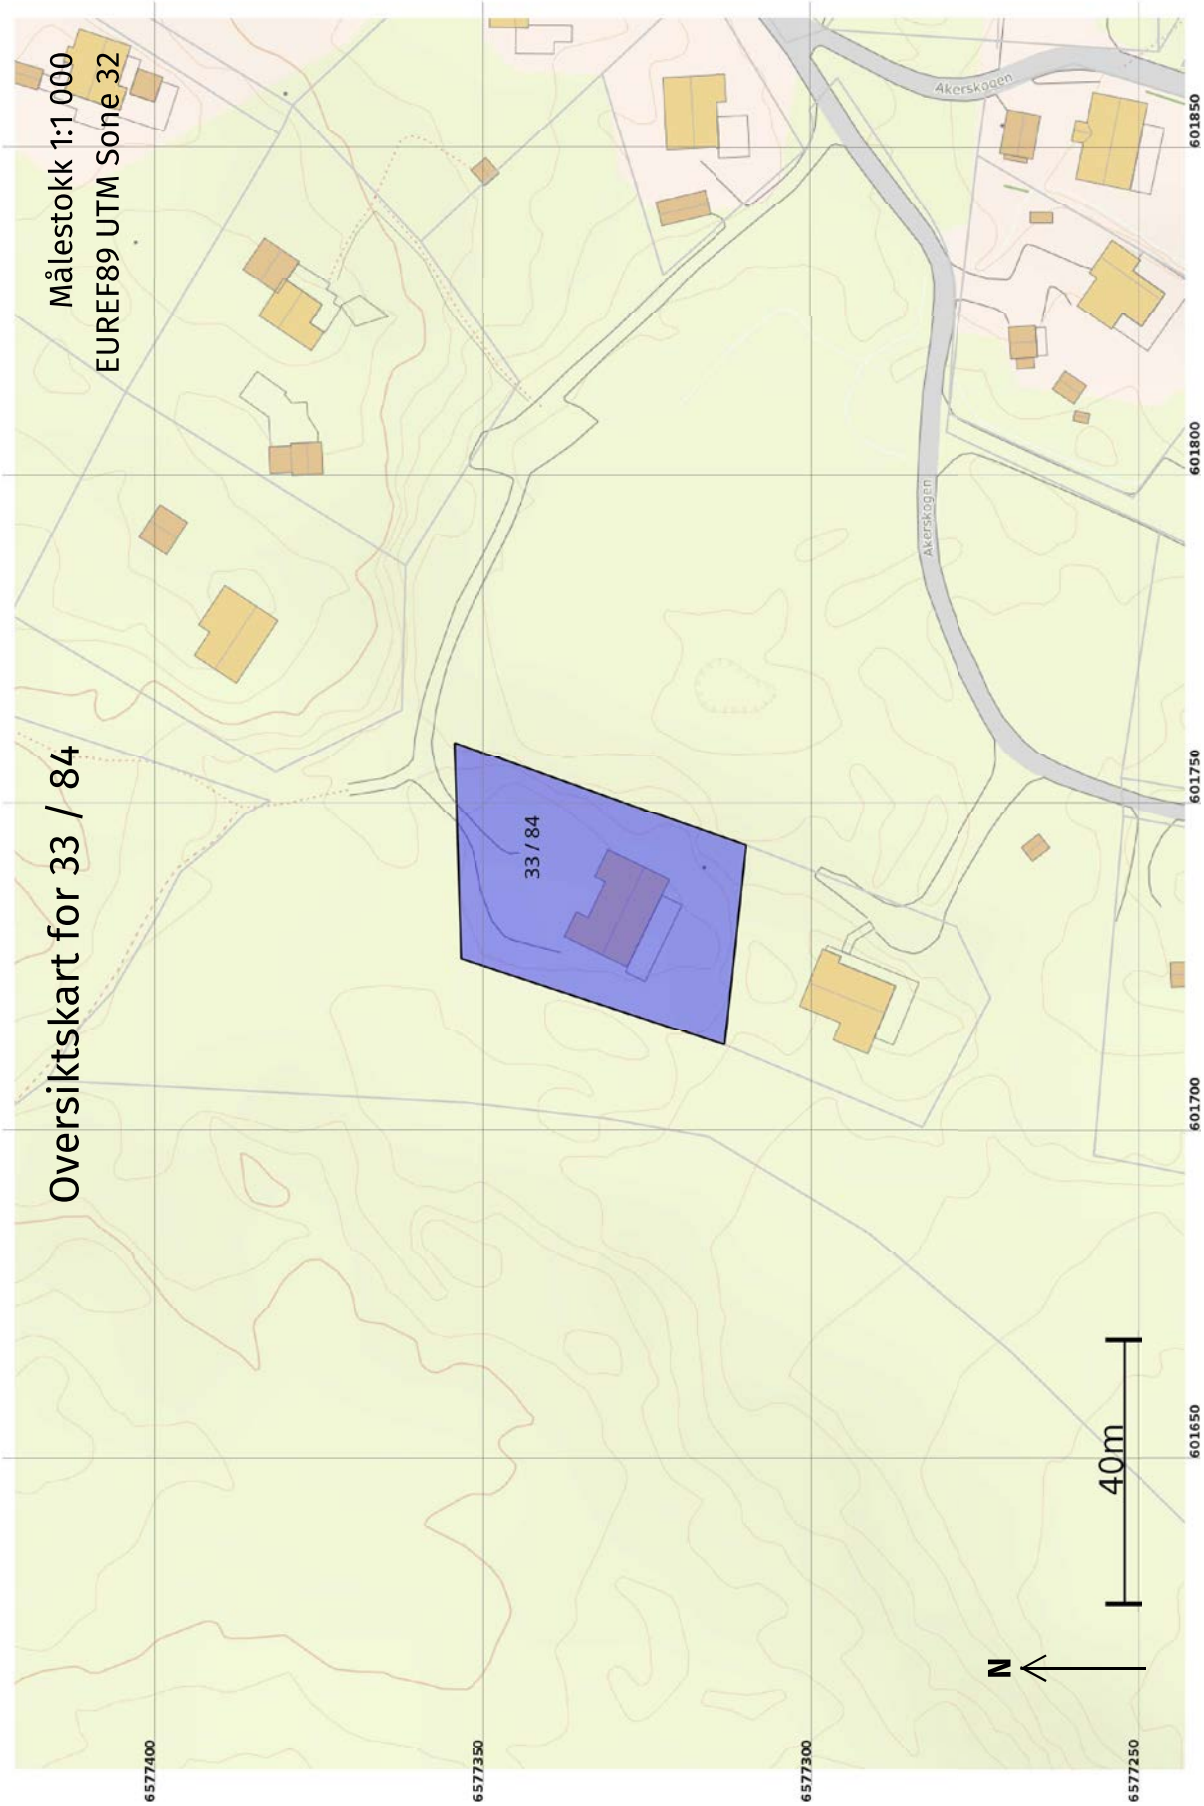 Oversiktskart for 33 / 84
Målestokk 1:1 000
EUREF89 UTM Sone 32
33 / 84
Akerskogen
Akerskogen
N
40m
6577400
6577350
6577300
6577250
601650
601700
601750
601800
601850